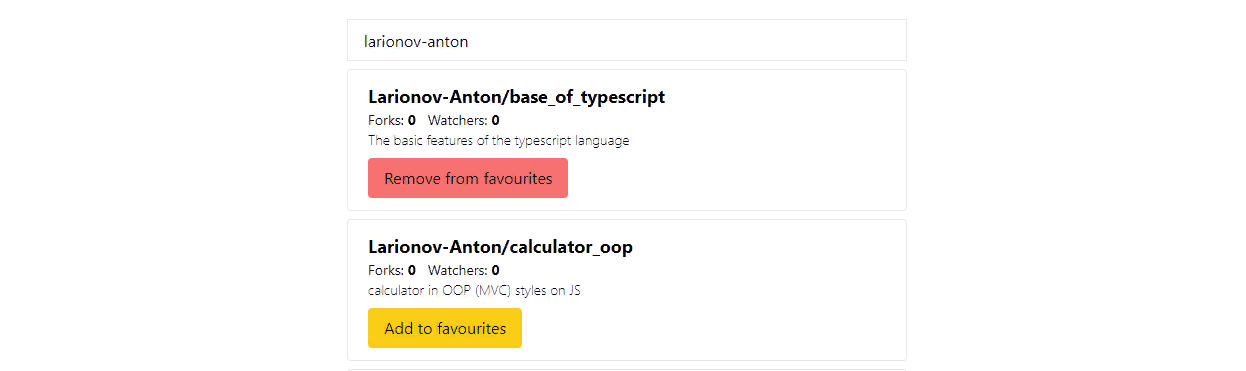 larionov-anton
Larionov-Anton/base_of_typescript
Forks: 0 Watchers: 0
The basic features of the typescript language
Remove from favourites
Larionov-Anton/calculator_oop
Forks: 0 Watchers: 0
calculator in OOP (MVC) styles on JS
Add to favourites